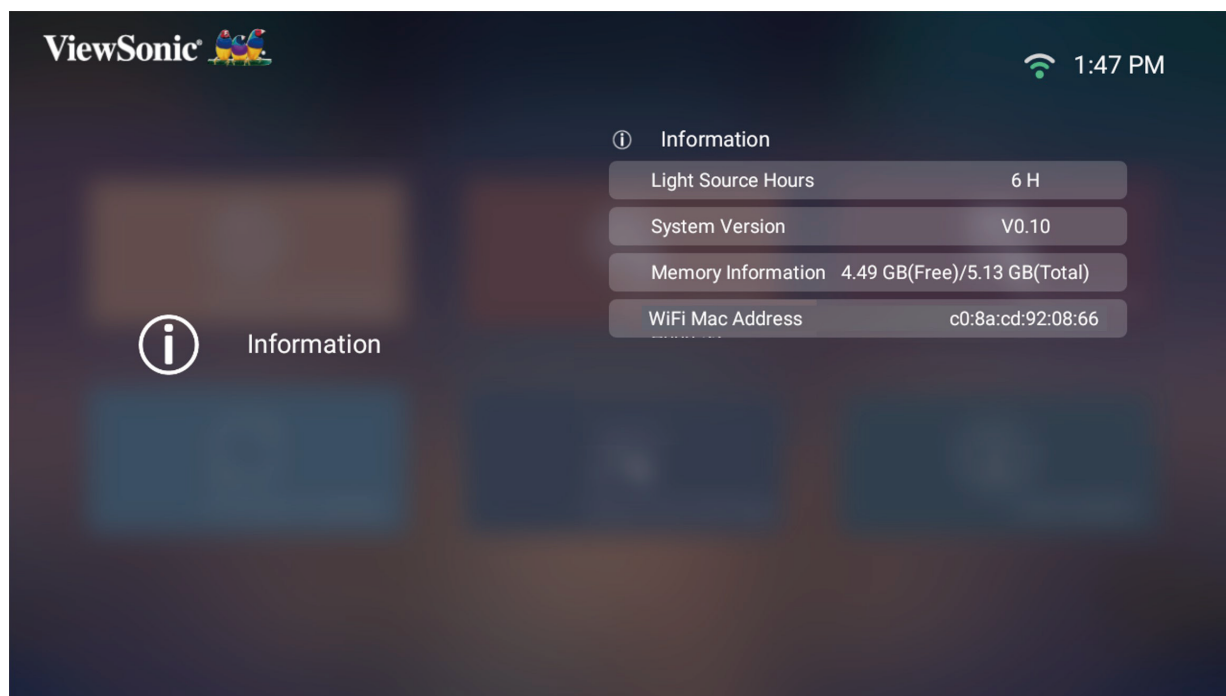 ViewSonic®
1:47 PM
Information
Light Source Hours 6 H
System Version V0.10
Memory Information 4.49 GB(Free)/5.13 GB(Total)
WiFi Mac Address c0:8a:cd:92:08:66
Information